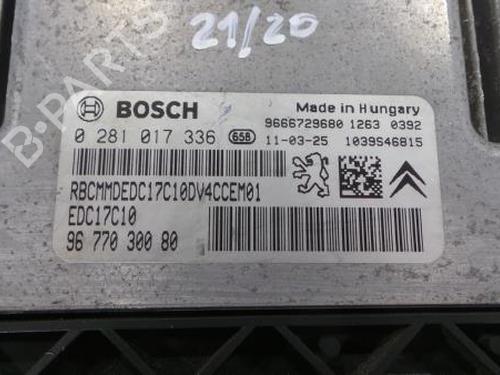 21/20
B-PARTS
BOSCH
Made in Hungary
0 281 017 336 65B
9666729680 1263 0392
11-03-25 1039S46815
RBCMMDEDC17C10DV4CCEM01
EDC17C10
96 770 300 80